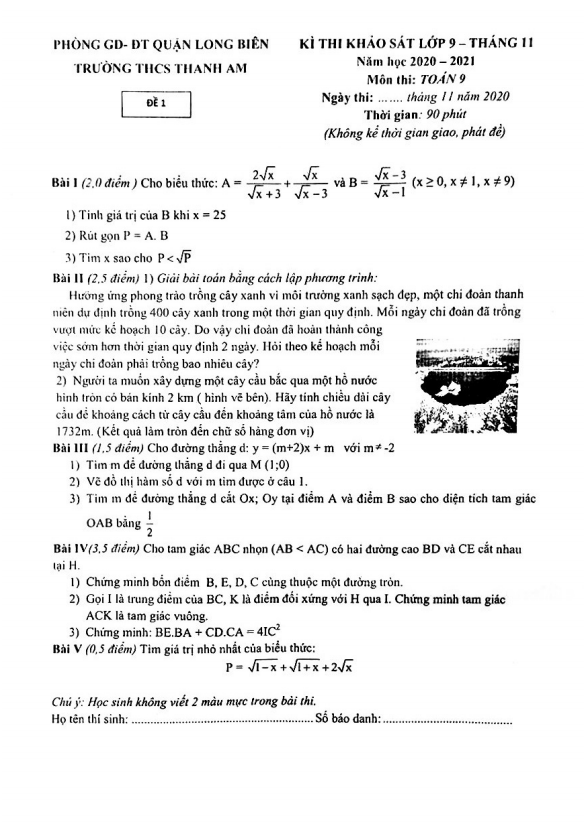 PHÒNG GD- ĐT QUẬN LONG BIÊN
TRƯỜNG THCS THANH AM
ĐỀ 1
KÌ THI KHẢO SÁT LỚP 9 – THÁNG 11
Năm học 2020 – 2021
Môn thi: TOÁN 9
Ngày thi: ....... tháng 11 năm 2020
Thời gian: 90 phút
(Không kể thời gian giao, phát đề)
Bài I (2,0 điểm ) Cho biểu thức: A = 2√x/(√x + 3) + √x/(√x − 3) và B = (√x − 3)/(√x − 1) (x ≥ 0, x ≠ 1, x ≠ 9)
1) Tính giá trị của B khi x = 25
2) Rút gọn P = A. B
3) Tìm x sao cho P < √P
Bài II (2,5 điểm) 1) Giải bài toán bằng cách lập phương trình:
Hưởng ứng phong trào trồng cây xanh vì môi trường xanh sạch đẹp, một chi đoàn thanh
niên dự định trồng 400 cây xanh trong một thời gian quy định. Mỗi ngày chi đoàn đã trồng
vượt mức kế hoạch 10 cây. Do vậy chi đoàn đã hoàn thành công
việc sớm hơn thời gian quy định 2 ngày. Hỏi theo kế hoạch mỗi
ngày chi đoàn phải trồng bao nhiêu cây?
2) Người ta muốn xây dựng một cây cầu bắc qua một hồ nước
hình tròn có bán kính 2 km ( hình vẽ bên). Hãy tính chiều dài cây
cầu để khoảng cách từ cây cầu đến khoảng tâm của hồ nước là
1732m. (Kết quả làm tròn đến chữ số hàng đơn vị)
Bài III (1,5 điểm) Cho đường thẳng d: y = (m+2)x + m với m ≠ -2
1) Tìm m để đường thẳng d đi qua M (1;0)
2) Vẽ đồ thị hàm số d với m tìm được ở câu 1.
3) Tìm m để đường thẳng d cắt Ox; Oy tại điểm A và điểm B sao cho diện tích tam giác
OAB bằng 1/2
Bài IV(3,5 điểm) Cho tam giác ABC nhọn (AB < AC) có hai đường cao BD và CE cắt nhau
tại H.
1) Chứng minh bốn điểm B, E, D, C cùng thuộc một đường tròn.
2) Gọi I là trung điểm của BC, K là điểm đối xứng với H qua I. Chứng minh tam giác
ACK là tam giác vuông.
3) Chứng minh: BE.BA + CD.CA = 4IC²
Bài V (0,5 điểm) Tìm giá trị nhỏ nhất của biểu thức:
P = √(1−x) + √(1+x) + 2√x
Chú ý: Học sinh không viết 2 màu mực trong bài thi.
Họ tên thí sinh: ........................................ Số báo danh:..............................